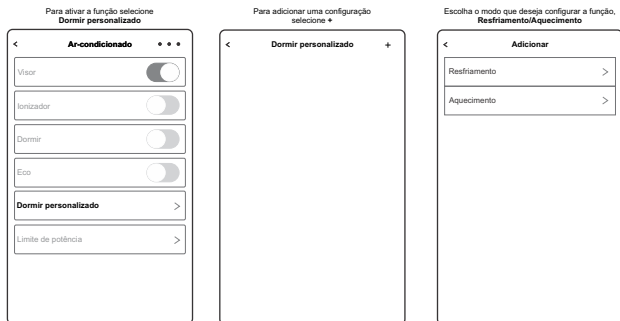 Para ativar a função selecione
Dormir personalizado
< Ar-condicionado
Visor
Ionizador
Dormir
Eco
Dormir personalizado >
Limite de potência >
Para adicionar uma configuração
selecione +
< Dormir personalizado +
Escolha o modo que deseja configurar a função,
Resfriamento/Aquecimento
< Adicionar
Resfriamento >
Aquecimento >